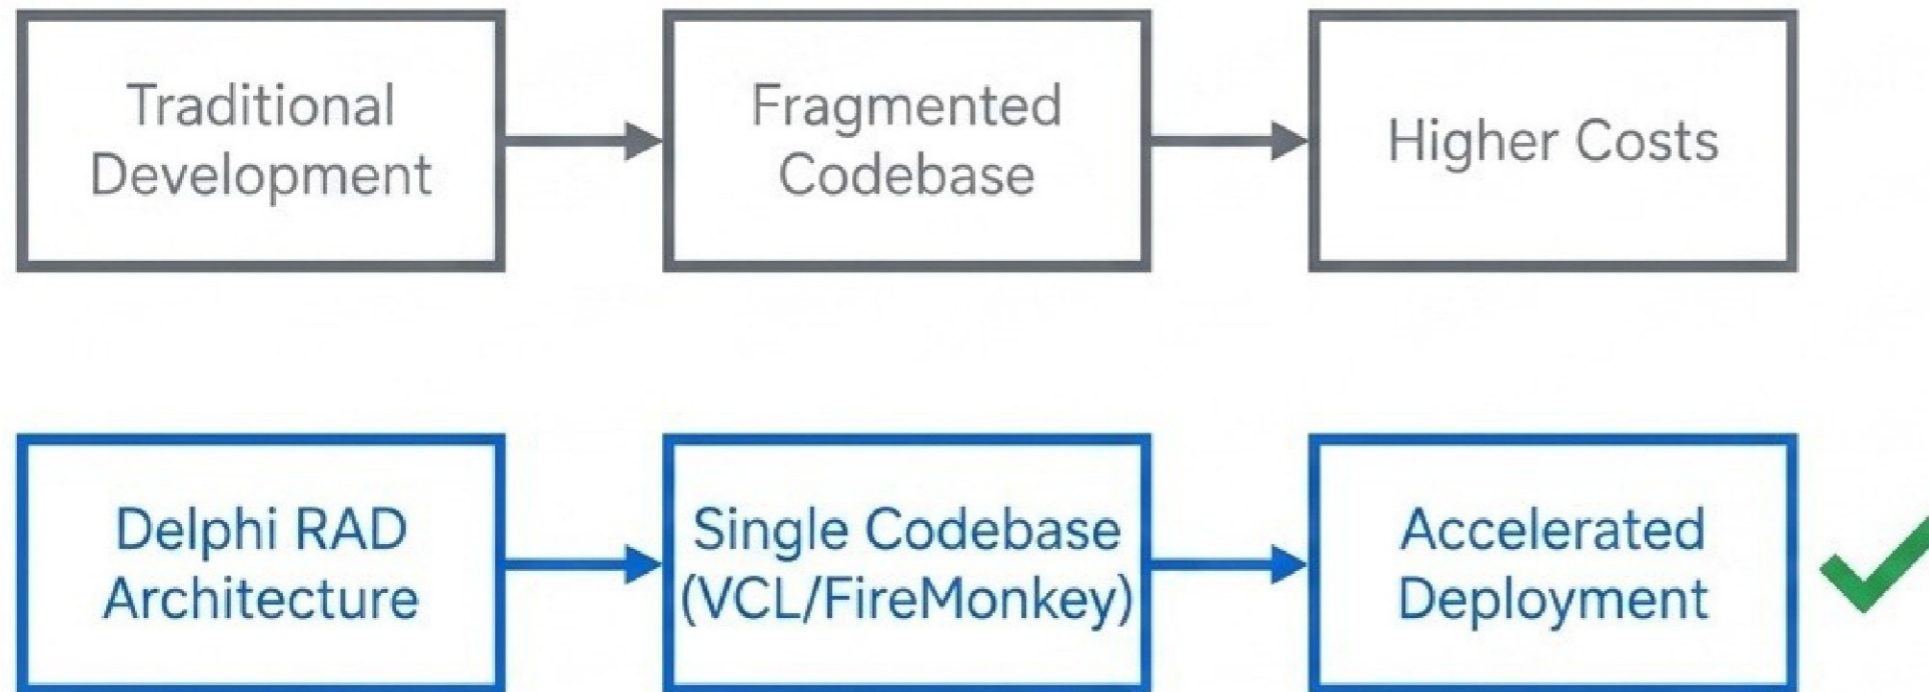 Traditional
Development
Fragmented
Codebase
Higher Costs
Delphi RAD
Architecture
Single Codebase
(VCL/FireMonkey)
Accelerated
Deployment